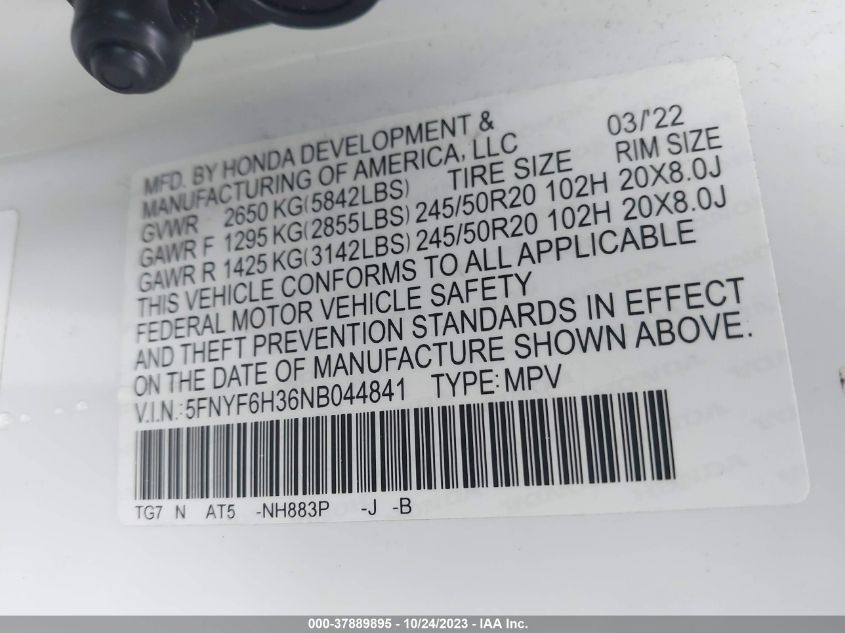 MFD. BY HONDA DEVELOPMENT & 03/'22
MANUFACTURING OF AMERICA, LLC
GVWR 2650 KG(5842LBS) TIRE SIZE RIM SIZE
GAWR F 1295 KG(2855LBS) 245/50R20 102H 20X8.0J
GAWR R 1425 KG(3142LBS) 245/50R20 102H 20X8.0J
THIS VEHICLE CONFORMS TO ALL APPLICABLE
FEDERAL MOTOR VEHICLE SAFETY
AND THEFT PREVENTION STANDARDS IN EFFECT
ON THE DATE OF MANUFACTURE SHOWN ABOVE.
V.I.N.:5FNYF6H36NB044841 TYPE:MPV
TG7 N AT5 -NH883P -J -B
000-37889895 - 10/24/2023 - IAA Inc.